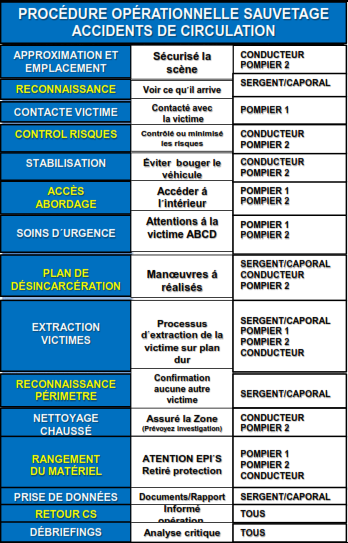 PROCÉDURE OPÉRATIONNELLE SAUVETAGE
ACCIDENTS DE CIRCULATION
APPROXIMATION ET
EMPLACEMENT
Sécurisé la
scène
CONDUCTEUR
POMPIER 2
RECONNAISSANCE
Voir ce qu'il arrive
SERGENT/CAPORAL
CONTACTE VICTIME
Contacté avec
la victime
POMPIER 1
CONTROL RISQUES
Contrôlé ou minimisé
les risques
CONDUCTEUR
POMPIER 2
STABILISATION
Éviter bouger le
véhicule
CONDUCTEUR
POMPIER 2
ACCÈS
ABORDAGE
Accéder á
l´intérieur
POMPIER 1
POMPIER 2
SOINS D´URGENCE
Attentions á la
victime ABCD
POMPIER 1
POMPIER 2
PLAN DE
DÉSINCARCÉRATION
Manœuvres á
réalisés
SERGENT/CAPORAL
CONDUCTEUR
POMPIER 2
EXTRACTION
VICTIMES
Processus
d´extraction de la
victime sur plan
dur
SERGENT/CAPORAL
POMPIER 1
POMPIER 2
CONDUCTEUR
RECONNAISSANCE
PÉRIMETRE
Confirmation
aucune autre
victime
SERGENT/CAPORAL
NETTOYAGE
CHAUSSÉ
Assuré la Zone
(Prévoyez investigation)
CONDUCTEUR
POMPIER 2
RANGEMENT
DU MATÉRIEL
ATENTION EPI´S
Retiré protection
POMPIER 1
POMPIER 2
CONDUCTEUR
PRISE DE DONNÉES
Documents/Rapport
SERGENT/CAPORAL
RETOUR CS
Informé
opération
TOUS
DÉBRIEFINGS
Analyse critique
TOUS